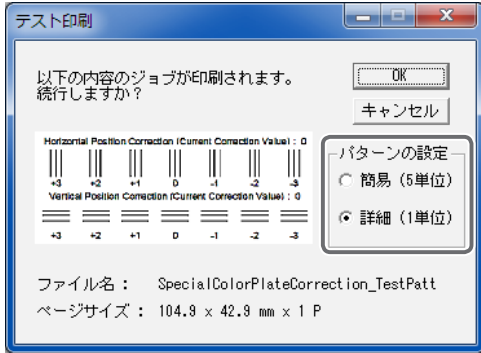 テスト印刷
以下の内容のジョブが印刷されます。
続行しますか？
OK
キャンセル
Horizontal Position Correction (Current Correction Value) : 0
+3 +2 +1 0 -1 -2 -3
Vertical Position Correction (Current Correction Value) : 0
+3 +2 +1 0 -1 -2 -3
パターンの設定
簡易 (5単位)
詳細 (1単位)
ファイル名： SpecialColorPlateCorrection_TestPatt
ページサイズ： 104.9 x 42.9 mm x 1 P